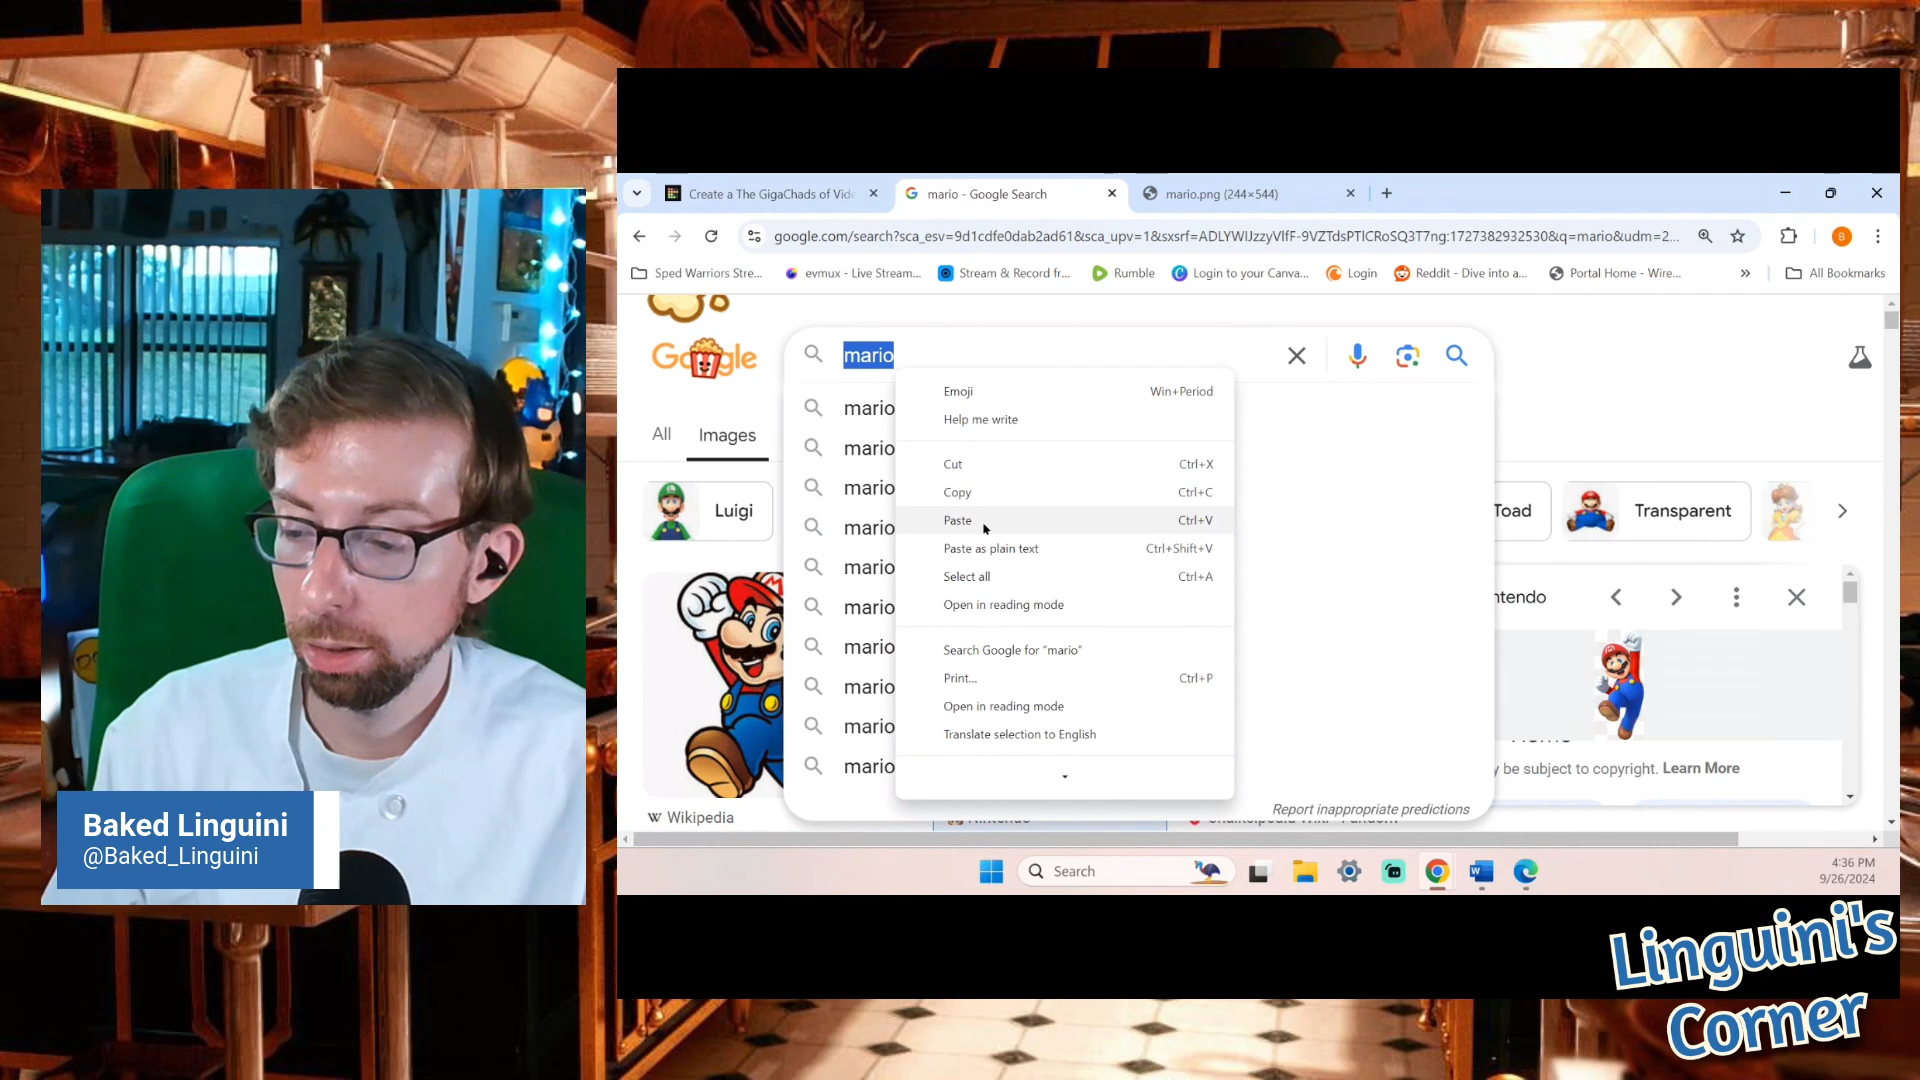 Create a The GigaChads of Vid
mario - Google Search
mario.png (244×544)
google.com/search?sca_esv=9d1cdfe0dab2ad61&sca_upv=1&sxsrf=ADLYWIJzzyVlfF-9VZTdsPTlCRoSQ3T7ng:1727382932530&q=mario&udm=2...
B
Sped Warriors Stre...
evmux - Live Stream...
Stream & Record fr...
Rumble
Login to your Canva...
Login
Reddit - Dive into a...
Portal Home - Wire...
All Bookmarks
Google
mario
Emoji Win+Period
mario
Help me write
All Images
mario
Cut Ctrl+X
mario
Copy Ctrl+C
Luigi
Toad
Transparent
mario
Paste Ctrl+V
Paste as plain text Ctrl+Shift+V
mario
Select all Ctrl+A
mario
Open in reading mode
ntendo
mario
Search Google for “mario”
mario
Print... Ctrl+P
mario
Open in reading mode
Translate selection to English
mario
y be subject to copyright. Learn More
Report inappropriate predictions
W Wikipedia
Search
4:36 PM
9/26/2024
Baked Linguini
@Baked_Linguini
Linguini's
Corner